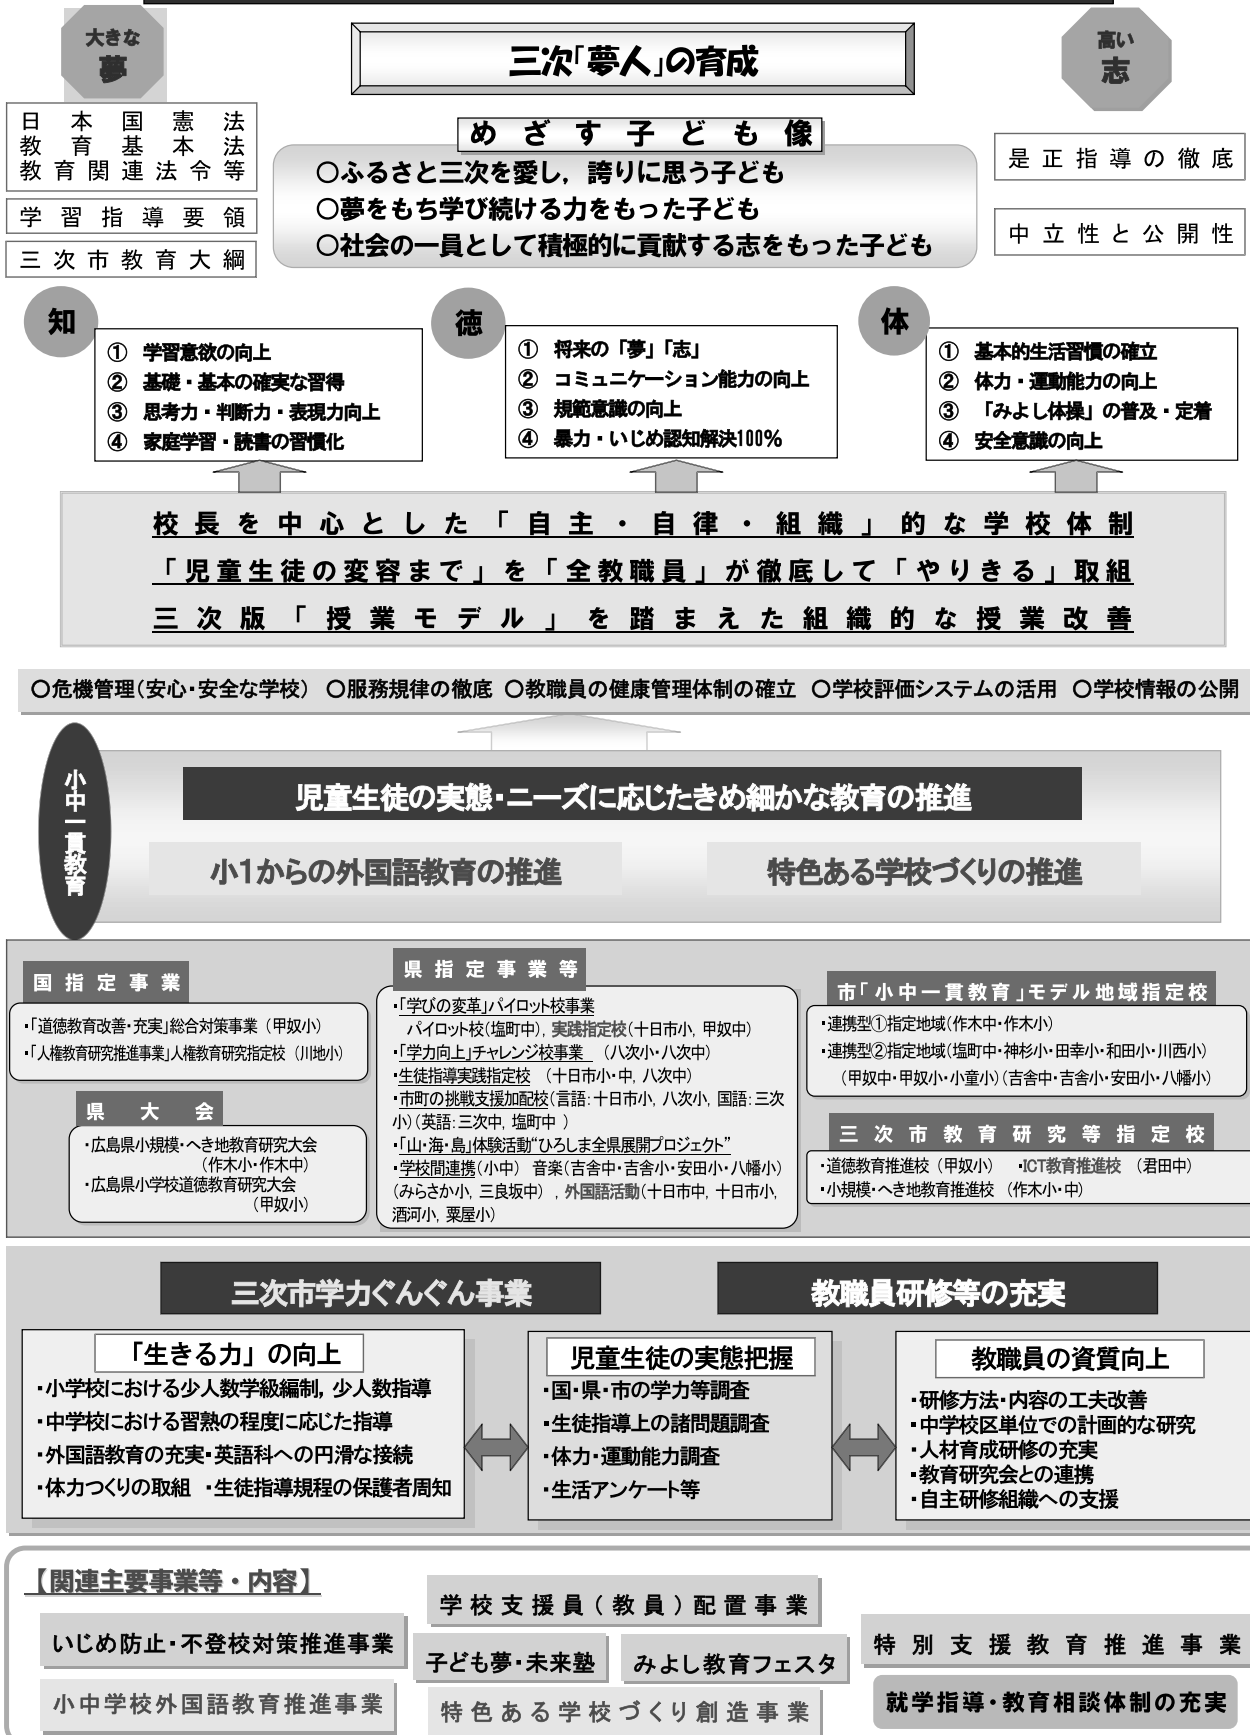 大きな
夢
三次「夢人」の育成
高い
志
日本国憲法
教育基本法
教育関連法令等
学習指導要領
三次市教育大綱
めざす子ども像
○ふるさと三次を愛し，誇りに思う子ども
○夢をもち学び続ける力をもった子ども
○社会の一員として積極的に貢献する志をもった子ども
是正指導の徹底
中立性と公開性
知
① 学習意欲の向上
② 基礎・基本の確実な習得
③ 思考力・判断力・表現力向上
④ 家庭学習・読書の習慣化
徳
① 将来の「夢」「志」
② コミュニケーション能力の向上
③ 規範意識の向上
④ 暴力・いじめ認知解決100％
体
① 基本的生活習慣の確立
② 体力・運動能力の向上
③ 「みよし体操」の普及・定着
④ 安全意識の向上
校長を中心とした「自主・自律・組織」的な学校体制
「児童生徒の変容まで」を「全教職員」が徹底して「やりきる」取組
三次版「授業モデル」を踏まえた組織的な授業改善
○危機管理(安心・安全な学校) ○服務規律の徹底 ○教職員の健康管理体制の確立 ○学校評価システムの活用 ○学校情報の公開
小中一貫教育
児童生徒の実態・ニーズに応じたきめ細かな教育の推進
小1からの外国語教育の推進
特色ある学校づくりの推進
国指定事業
・「道徳教育改善・充実」総合対策事業（甲奴小）
・「人権教育研究推進事業」人権教育研究指定校（川地小）
県大会
・広島県小規模・へき地教育研究大会
（作木小・作木中）
・広島県小学校道徳教育研究大会
（甲奴小）
県指定事業等
・「学びの変革」パイロット校事業
パイロット校(塩町中)，実践指定校(十日市小，甲奴中)
・「学力向上」チャレンジ校事業 （八次小・八次中）
・生徒指導実践指定校 （十日市小・中，八次中）
・市町の挑戦支援加配校(言語：十日市小，八次小，国語：三次
小)(英語：三次中，塩町中 ）
・「山・海・島」体験活動“ひろしま全県展開プロジェクト”
・学校間連携(小中) 音楽(吉舎中・吉舎小・安田小・八幡小)
(みらさか小，三良坂中) ，外国語活動(十日市中，十日市小，
酒河小，粟屋小)
市「小中一貫教育」モデル地域指定校
・連携型①指定地域(作木中・作木小)
・連携型②指定地域(塩町中・神杉小・田幸小・和田小・川西小)
(甲奴中・甲奴小・小童小)(吉舎中・吉舎小・安田小・八幡小)
三次市教育研究等指定校
・道徳教育推進校（甲奴小） ・ICT教育推進校 （君田中）
・小規模・へき地教育推進校 （作木小・中）
三次市学力ぐんぐん事業
教職員研修等の充実
「生きる力」の向上
・小学校における少人数学級編制，少人数指導
・中学校における習熟の程度に応じた指導
・外国語教育の充実・英語科への円滑な接続
・体力つくりの取組 ・生徒指導規程の保護者周知
児童生徒の実態把握
・国・県・市の学力等調査
・生徒指導上の諸問題調査
・体力・運動能力調査
・生活アンケート等
教職員の資質向上
・研修方法・内容の工夫改善
・中学校区単位での計画的な研究
・人材育成研修の充実
・教育研究会との連携
・自主研修組織への支援
【関連主要事業等・内容】
学校支援員(教員)配置事業
いじめ防止・不登校対策推進事業
子ども夢・未来塾
みよし教育フェスタ
特別支援教育推進事業
小中学校外国語教育推進事業
特色ある学校づくり創造事業
就学指導・教育相談体制の充実